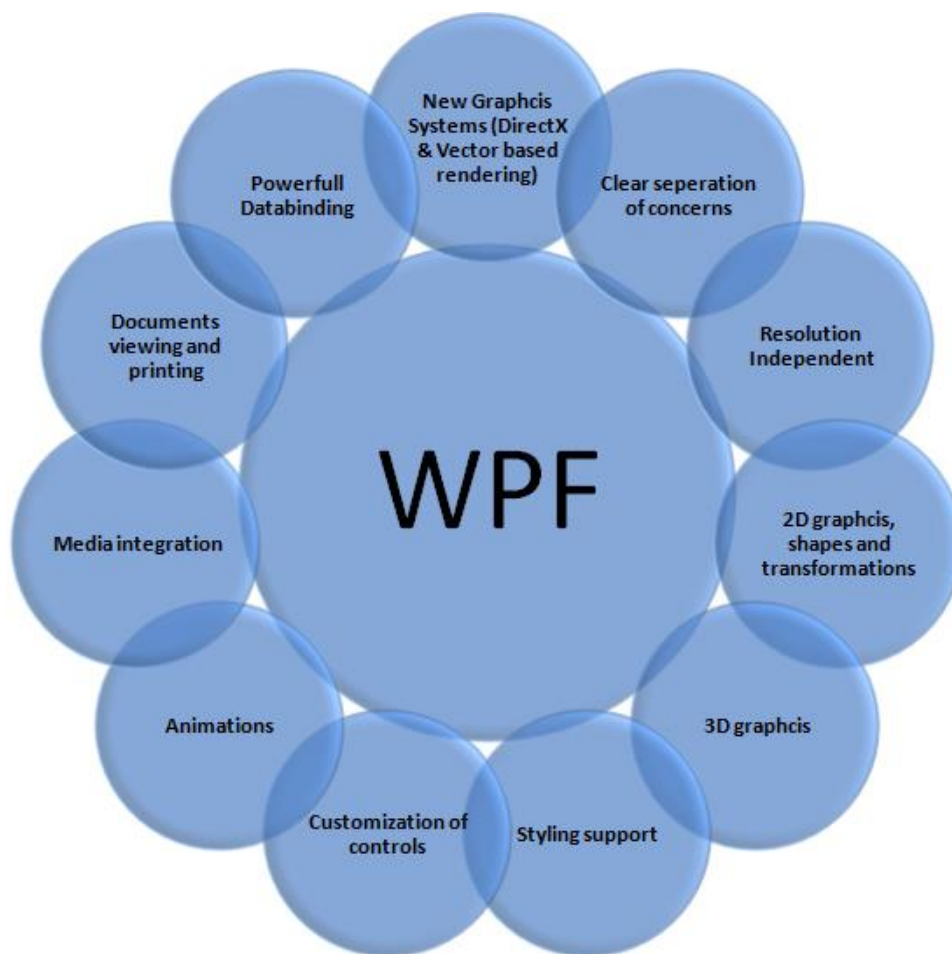 New Graphcis
Systems (DirectX
& Vector based
rendering)
Clear seperation
of concerns
Resolution
Independent
2D graphcis,
shapes and
transformations
3D graphcis
Styling support
Customization of
controls
Animations
Media integration
Documents
viewing and
printing
Powerfull
Databinding
WPF